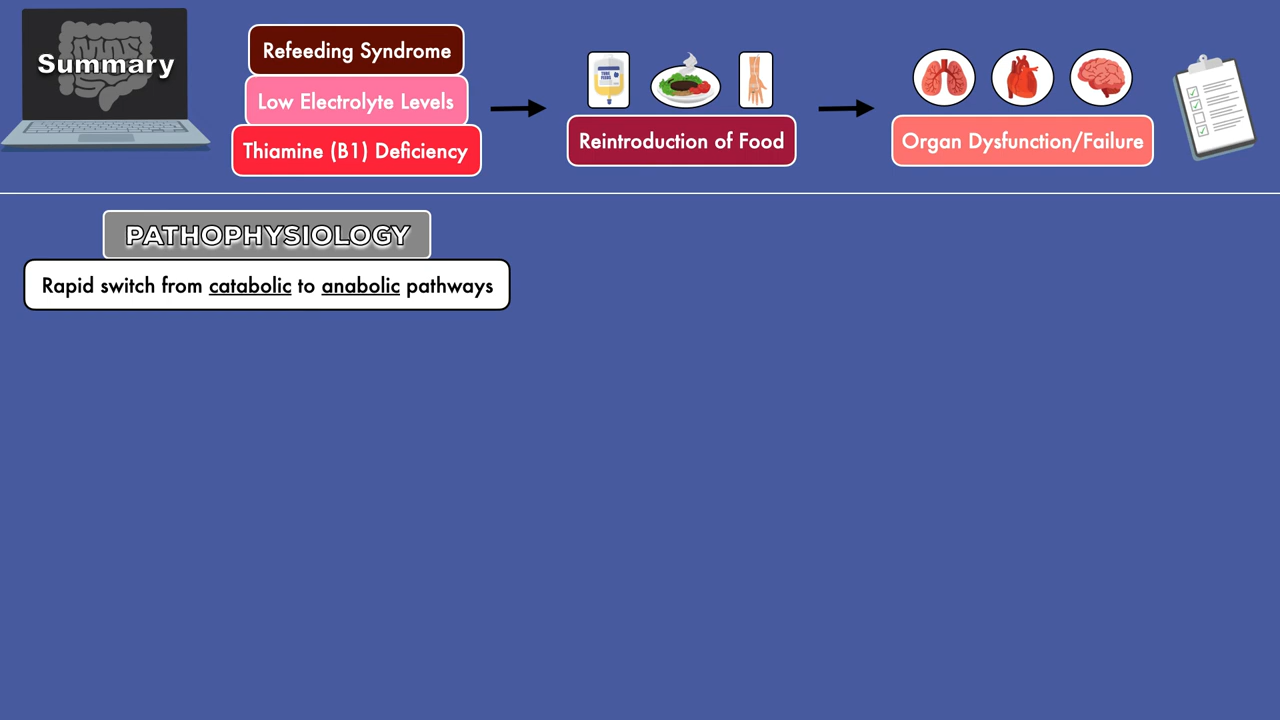 Summary
Refeeding Syndrome
Low Electrolyte Levels
Thiamine (B1) Deficiency
Reintroduction of Food
Organ Dysfunction/Failure
PATHOPHYSIOLOGY
Rapid switch from catabolic to anabolic pathways